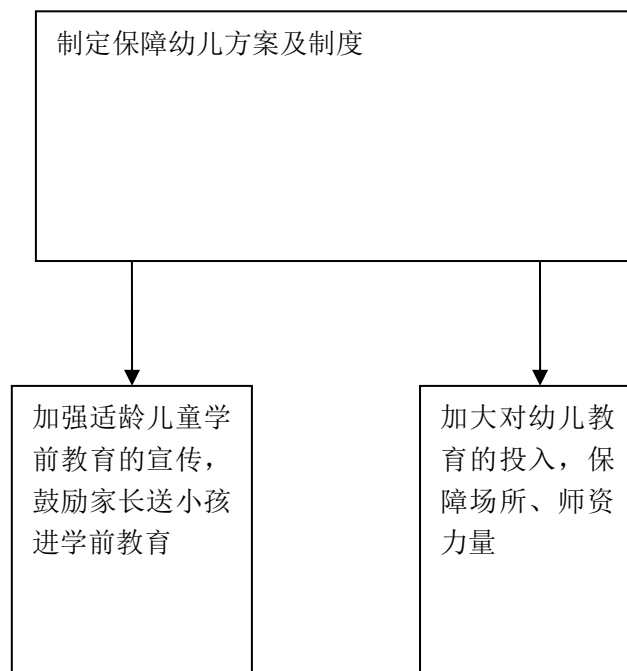 制定保障幼儿方案及制度
加强适龄儿童学
前教育的宣传，
鼓励家长送小孩
进学前教育
加大对幼儿教
育的投入，保
障场所、师资
力量